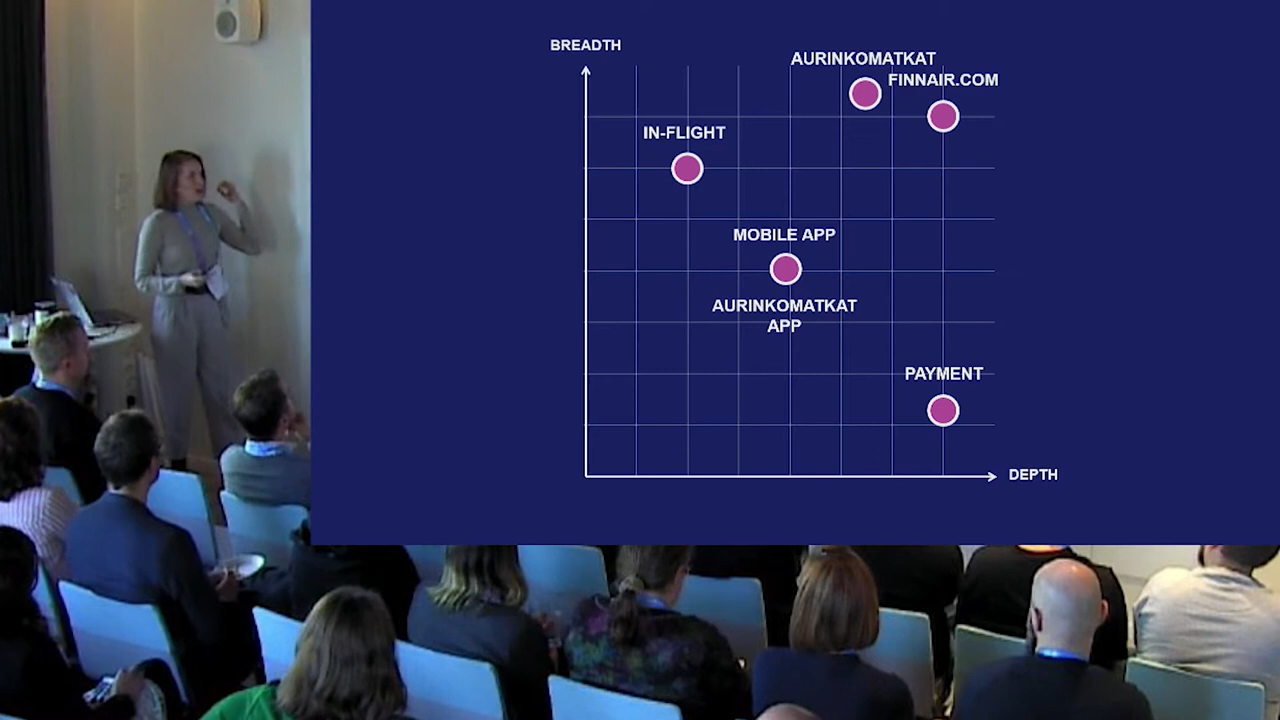 BREADTH
AURINKOMATKAT
FINNAIR.COM
IN-FLIGHT
MOBILE APP
AURINKOMATKAT
APP
PAYMENT
DEPTH